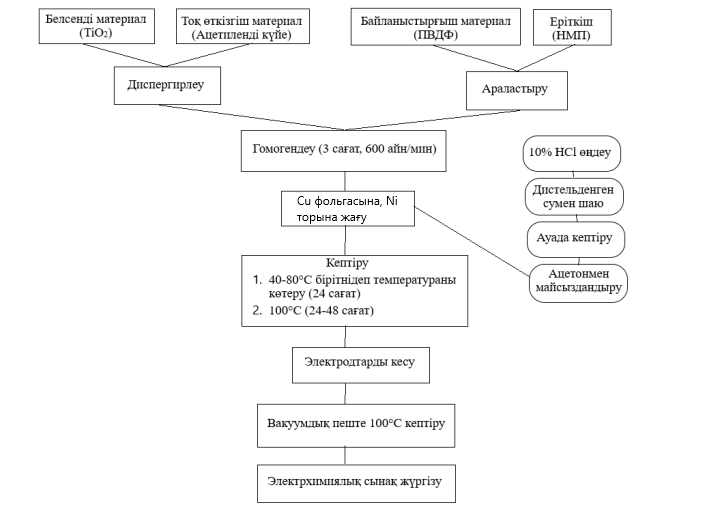 Белсенді материал
(TiO2)
Тоқ өткізгіш материал
(Ацетиленді күйе)
Байланыстырғыш материал
(ПВДФ)
Еріткіш
(НМП)
Диспергирлеу
Араластыру
Гомогендеу (3 сағат, 600 айн/мин)
10% HCl өңдеу
Дистельденген
сумен шаю
Ауада кептіру
Ацетонмен
майсыздандыру
Cu фольгасына, Ni
торына жағу
Кептіру
1. 40-80°С бірітнідеп температураны
көтеру (24 сағат)
2. 100°С (24-48 сағат)
Электродтарды кесу
Вакуумдық пеште 100°С кептіру
Электрхимиялық сынақ жүргізу